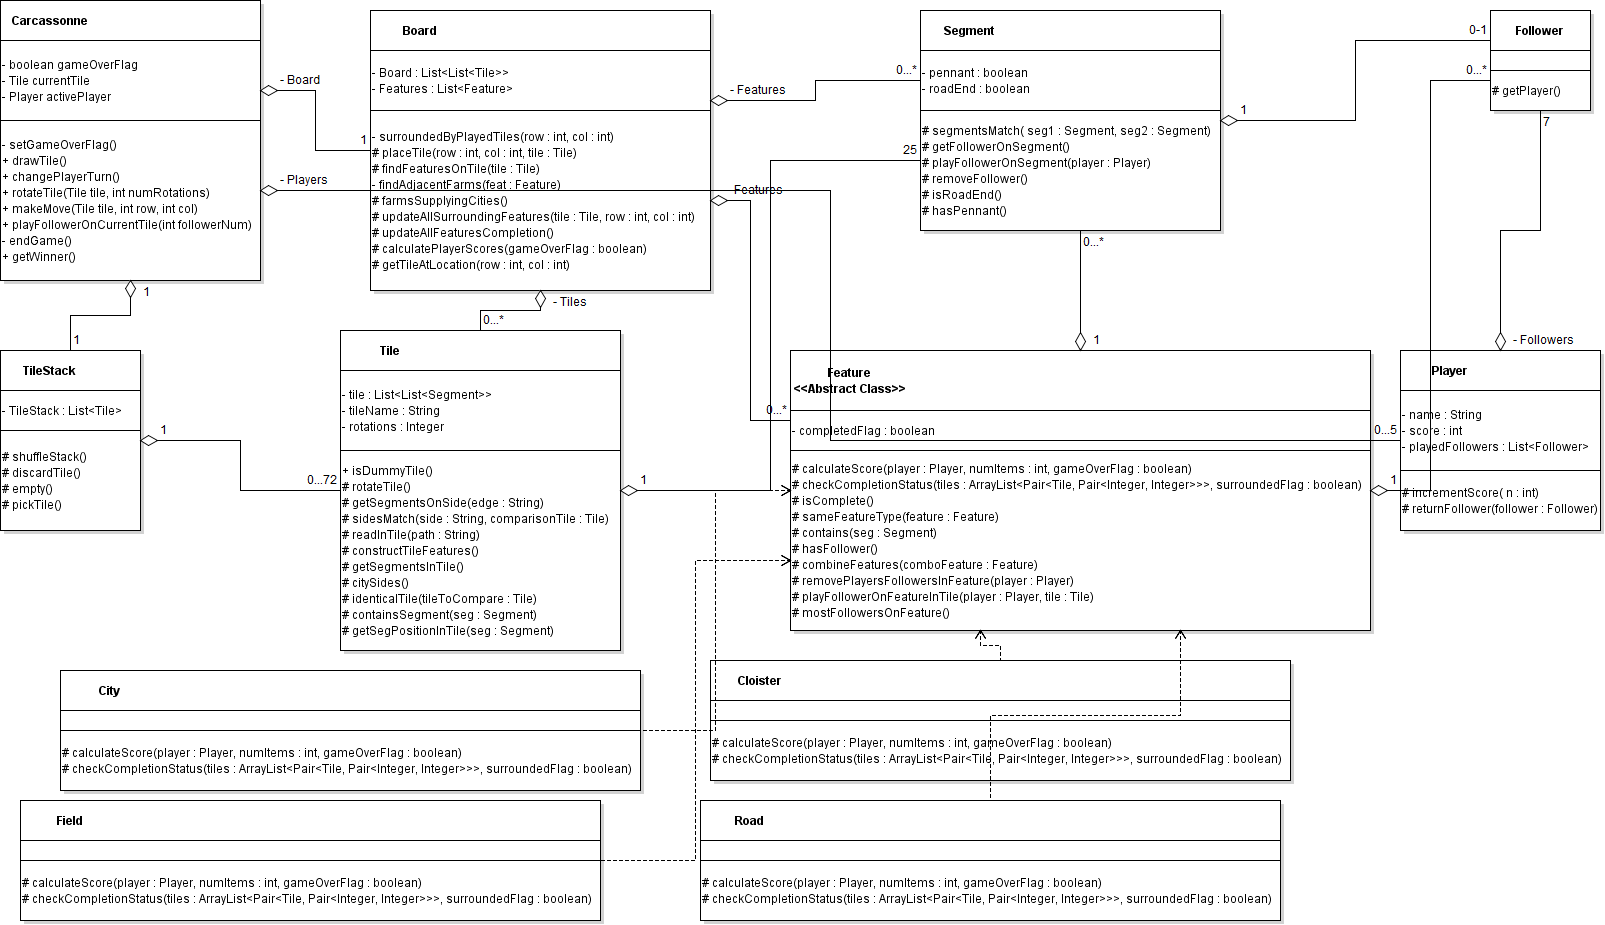 Carcassonne
- boolean gameOverFlag
- Tile currentTile
- Player activePlayer
- setGameOverFlag()
+ drawTile()
+ changePlayerTurn()
+ rotateTile(Tile tile, int numRotations)
+ makeMove(Tile tile, int row, int col)
+ playFollowerOnCurrentTile(int followerNum)
- endGame()
+ getWinner()
- Board
1
- Players
1
1
Board
- Board : List<List<Tile>>
- Features : List<Feature>
- surroundedByPlayedTiles(row : int, col : int)
# placeTile(row : int, col : int, tile : Tile)
# findFeaturesOnTile(tile : Tile)
- findAdjacentFarms(feat : Feature)
# farmsSupplyingCities()
# updateAllSurroundingFeatures(tile : Tile, row : int, col : int)
# updateAllFeaturesCompletion()
# calculatePlayerScores(gameOverFlag : boolean)
# getTileAtLocation(row : int, col : int)
- Features
0...*
- Features
0...*
- Tiles
0...*
Segment
- pennant : boolean
- roadEnd : boolean
# segmentsMatch( seg1 : Segment, seg2 : Segment)
# getFollowerOnSegment()
# playFollowerOnSegment(player : Player)
# removeFollower()
# isRoadEnd()
# hasPennant()
25
1
0-1
0...*
0...*
1
Follower
# getPlayer()
7
- Followers
TileStack
- TileStack : List<Tile>
# shuffleStack()
# discardTile()
# empty()
# pickTile()
1
0...72
Tile
- tile : List<List<Segment>>
- tileName : String
- rotations : Integer
+ isDummyTile()
# rotateTile()
# getSegmentsOnSide(edge : String)
# sidesMatch(side : String, comparisonTile : Tile)
# readInTile(path : String)
# constructTileFeatures()
# getSegmentsInTile()
# citySides()
# identicalTile(tileToCompare : Tile)
# containsSegment(seg : Segment)
# getSegPositionInTile(seg : Segment)
1
Feature
<<Abstract Class>>
- completedFlag : boolean
# calculateScore(player : Player, numItems : int, gameOverFlag : boolean)
# checkCompletionStatus(tiles : ArrayList<Pair<Tile, Pair<Integer, Integer>>>, surroundedFlag : boolean)
# isComplete()
# sameFeatureType(feature : Feature)
# contains(seg : Segment)
# hasFollower()
# combineFeatures(comboFeature : Feature)
# removePlayersFollowersInFeature(player : Player)
# playFollowerOnFeatureInTile(player : Player, tile : Tile)
# mostFollowersOnFeature()
0...5
1
Player
- name : String
- score : int
- playedFollowers : List<Follower>
# incrementScore( n : int)
# returnFollower(follower : Follower)
City
# calculateScore(player : Player, numItems : int, gameOverFlag : boolean)
# checkCompletionStatus(tiles : ArrayList<Pair<Tile, Pair<Integer, Integer>>>, surroundedFlag : boolean)
Cloister
# calculateScore(player : Player, numItems : int, gameOverFlag : boolean)
# checkCompletionStatus(tiles : ArrayList<Pair<Tile, Pair<Integer, Integer>>>, surroundedFlag : boolean)
Field
# calculateScore(player : Player, numItems : int, gameOverFlag : boolean)
# checkCompletionStatus(tiles : ArrayList<Pair<Tile, Pair<Integer, Integer>>>, surroundedFlag : boolean)
Road
# calculateScore(player : Player, numItems : int, gameOverFlag : boolean)
# checkCompletionStatus(tiles : ArrayList<Pair<Tile, Pair<Integer, Integer>>>, surroundedFlag : boolean)